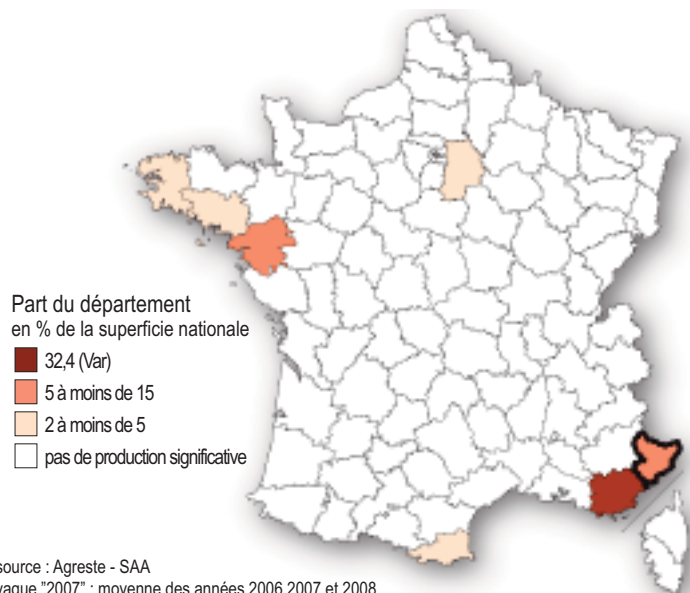 Part du département
en % de la superficie nationale
32,4 (Var)
5 à moins de 15
2 à moins de 5
pas de production significative
source : Agreste - SAA
vague "2007" : moyenne des années 2006 2007 et 2008